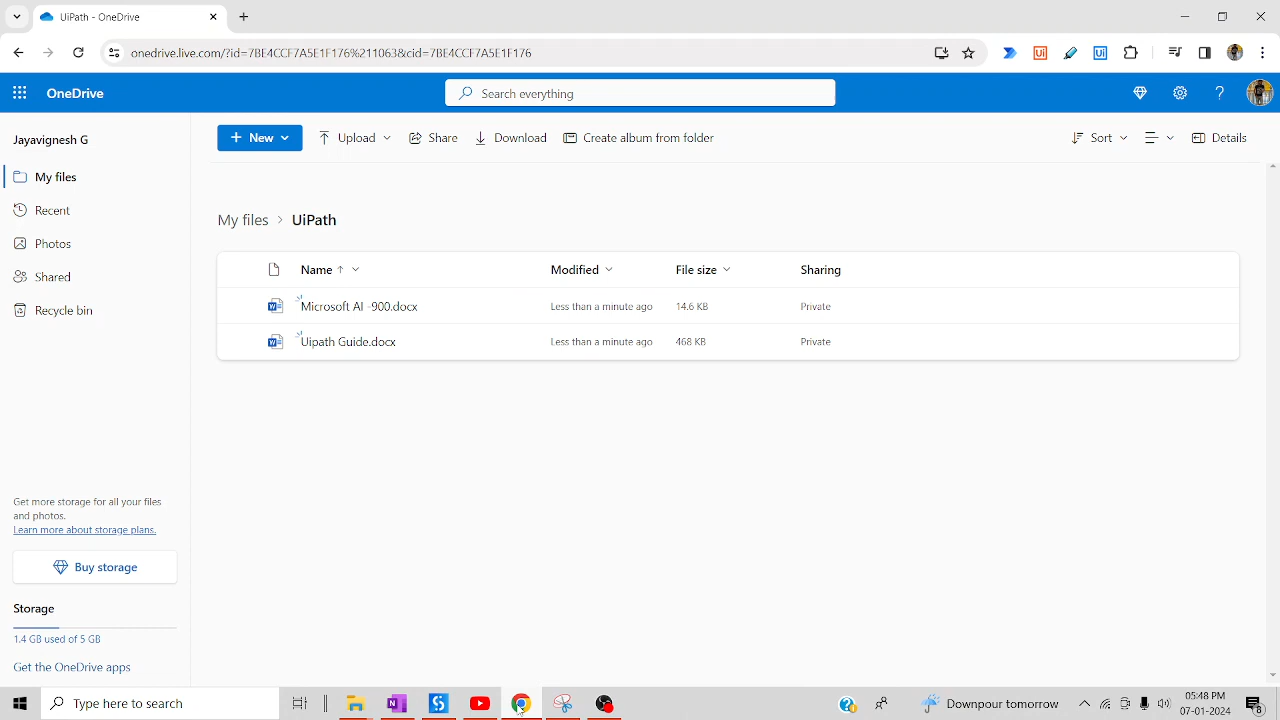 UiPath - OneDrive
onedrive.live.com/?id=7BE4CCF7A5E1F176%211063&cid=7BE4CCF7A5E1F176
OneDrive
Search everything
Jayavignesh G
New
Upload
Share
Download
Create album from folder
Sort
Details
My files
Recent
Photos
Shared
Recycle bin
My files > UiPath
Name Modified File size Sharing
Microsoft AI -900.docx Less than a minute ago 14.6 KB Private
Uipath Guide.docx Less than a minute ago 468 KB Private
Get more storage for all your files
and photos.
Learn more about storage plans.
Buy storage
Storage
1.4 GB used of 5 GB
Get the OneDrive apps
Type here to search
Downpour tomorrow
05:48 PM
07-01-2024